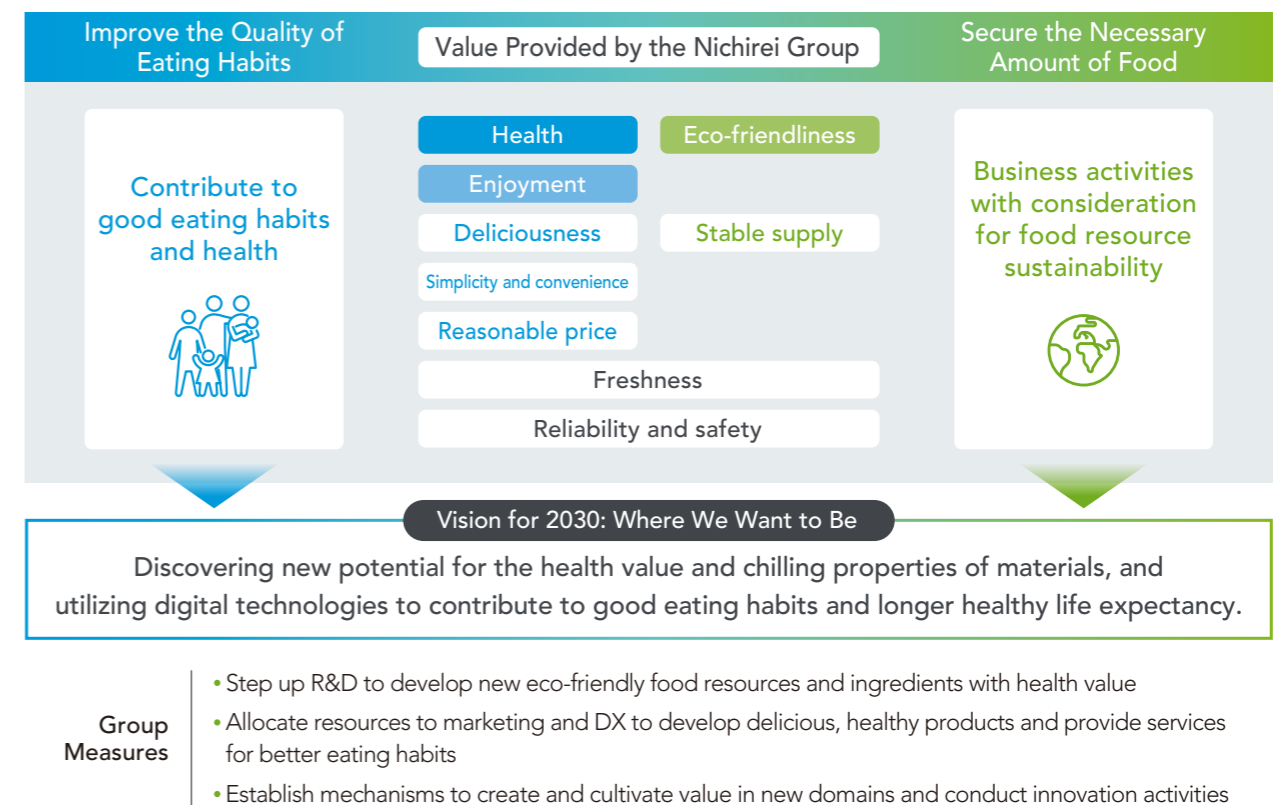 Improve the Quality of
Eating Habits
Value Provided by the Nichirei Group
Secure the Necessary
Amount of Food
Contribute to
good eating habits
and health
Health
Eco-friendliness
Enjoyment
Deliciousness
Stable supply
Simplicity and convenience
Reasonable price
Freshness
Reliability and safety
Business activities
with consideration
for food resource
sustainability
Vision for 2030: Where We Want to Be
Discovering new potential for the health value and chilling properties of materials, and
utilizing digital technologies to contribute to good eating habits and longer healthy life expectancy.
Group
Measures
• Step up R&D to develop new eco-friendly food resources and ingredients with health value
• Allocate resources to marketing and DX to develop delicious, healthy products and provide services
for better eating habits
• Establish mechanisms to create and cultivate value in new domains and conduct innovation activities